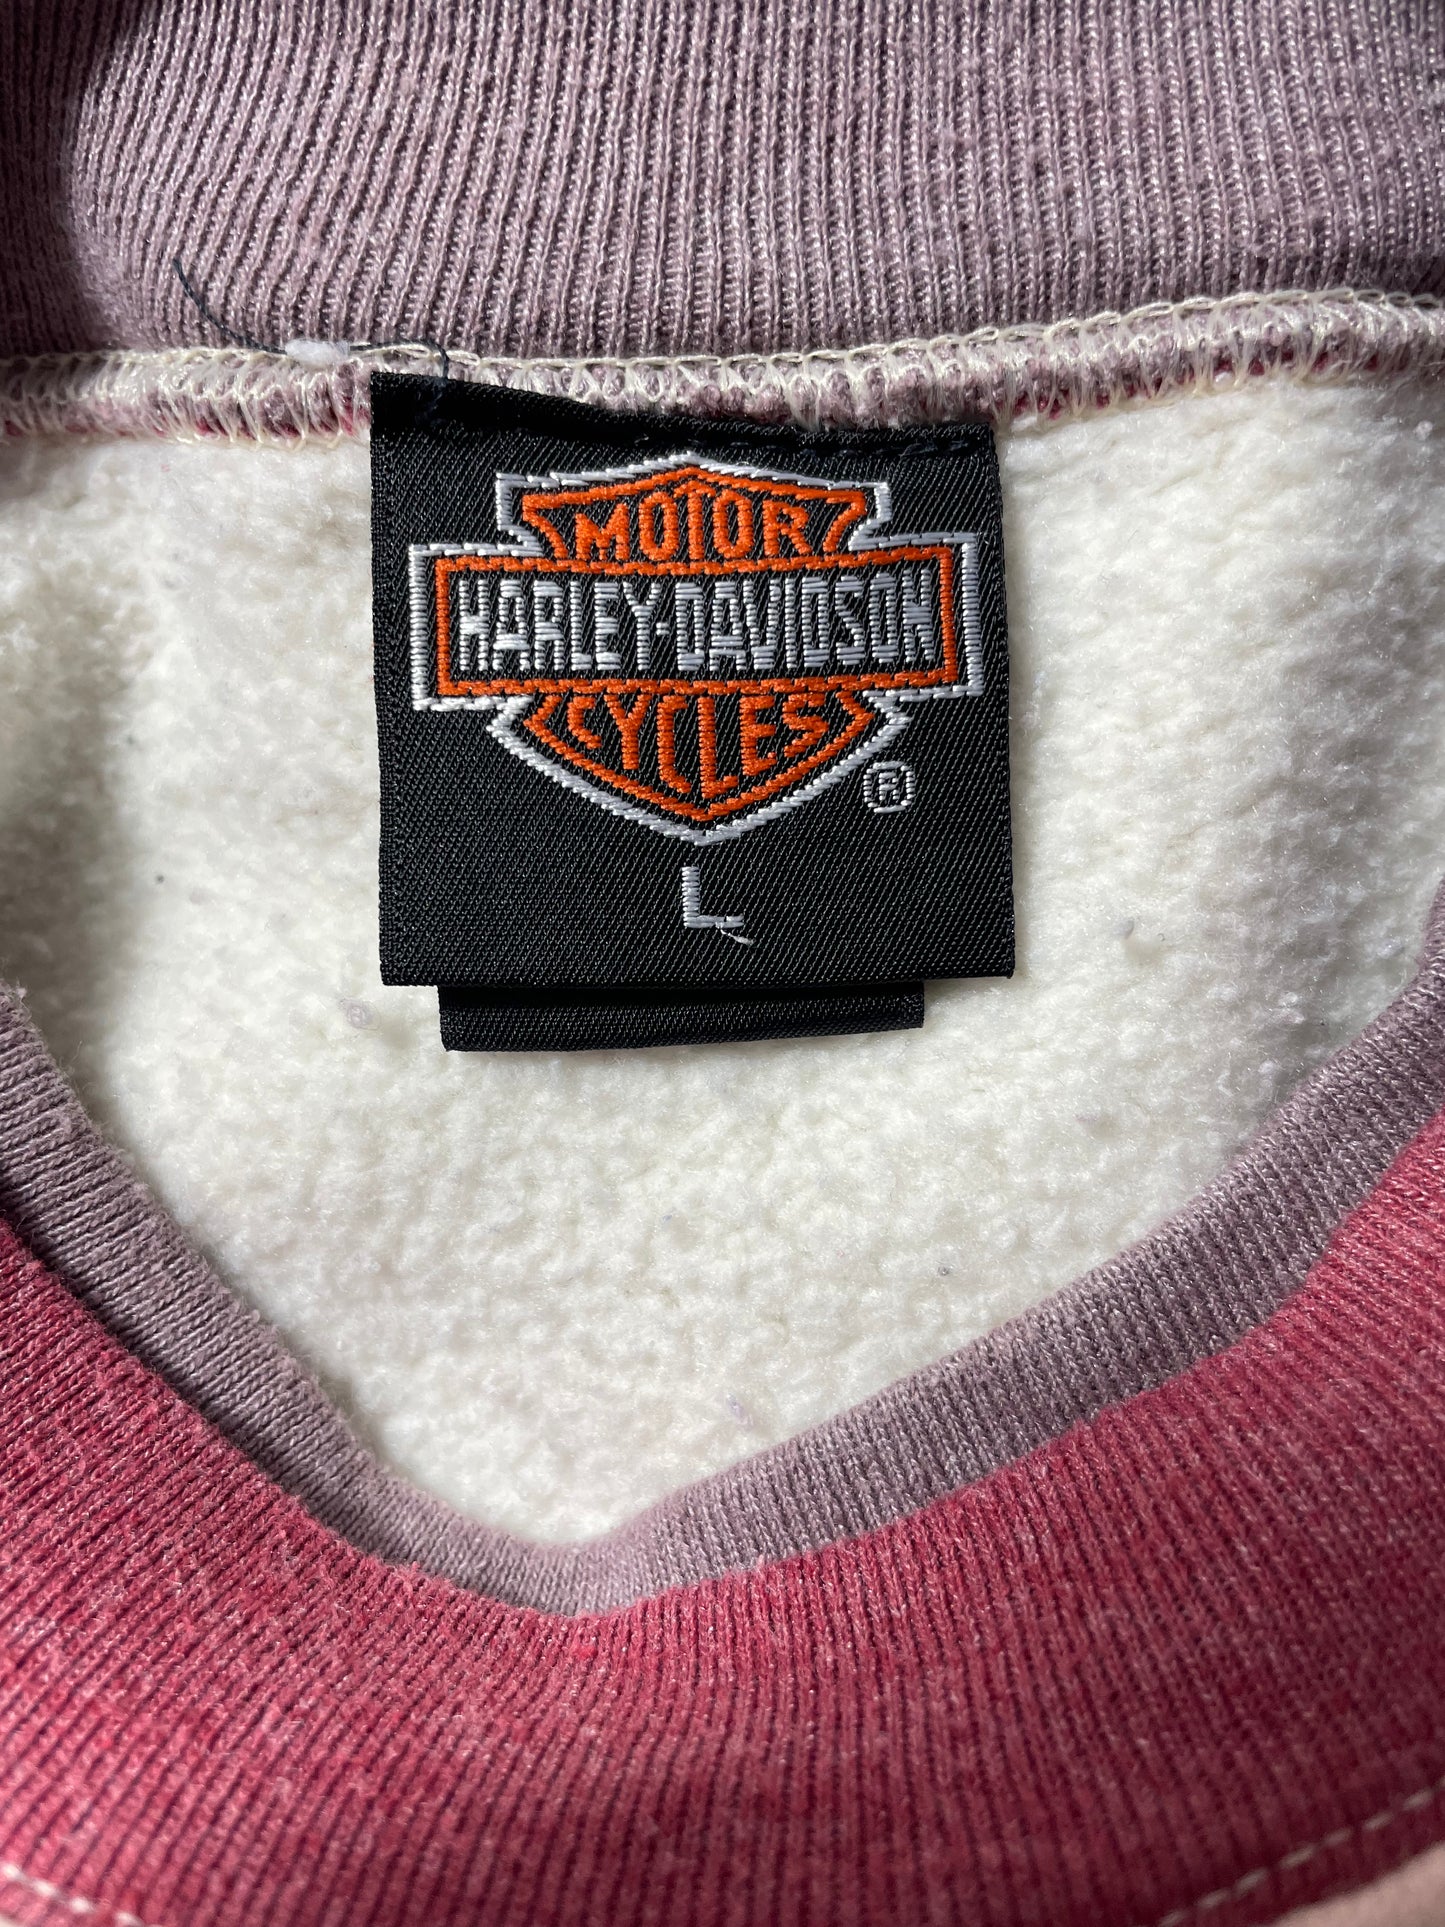 MOTOR
HARLEY-DAVIDSON
CYCLES
®
L